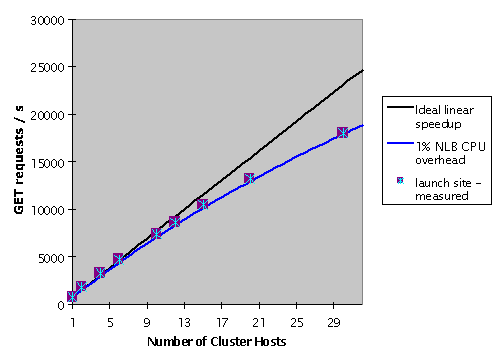 30000
25000
20000
15000
10000
5000
0
GET requests / s
1 5 9 13 17 21 25 29
Number of Cluster Hosts
Ideal linear
speedup
1% NLB CPU
overhead
launch site –
measured